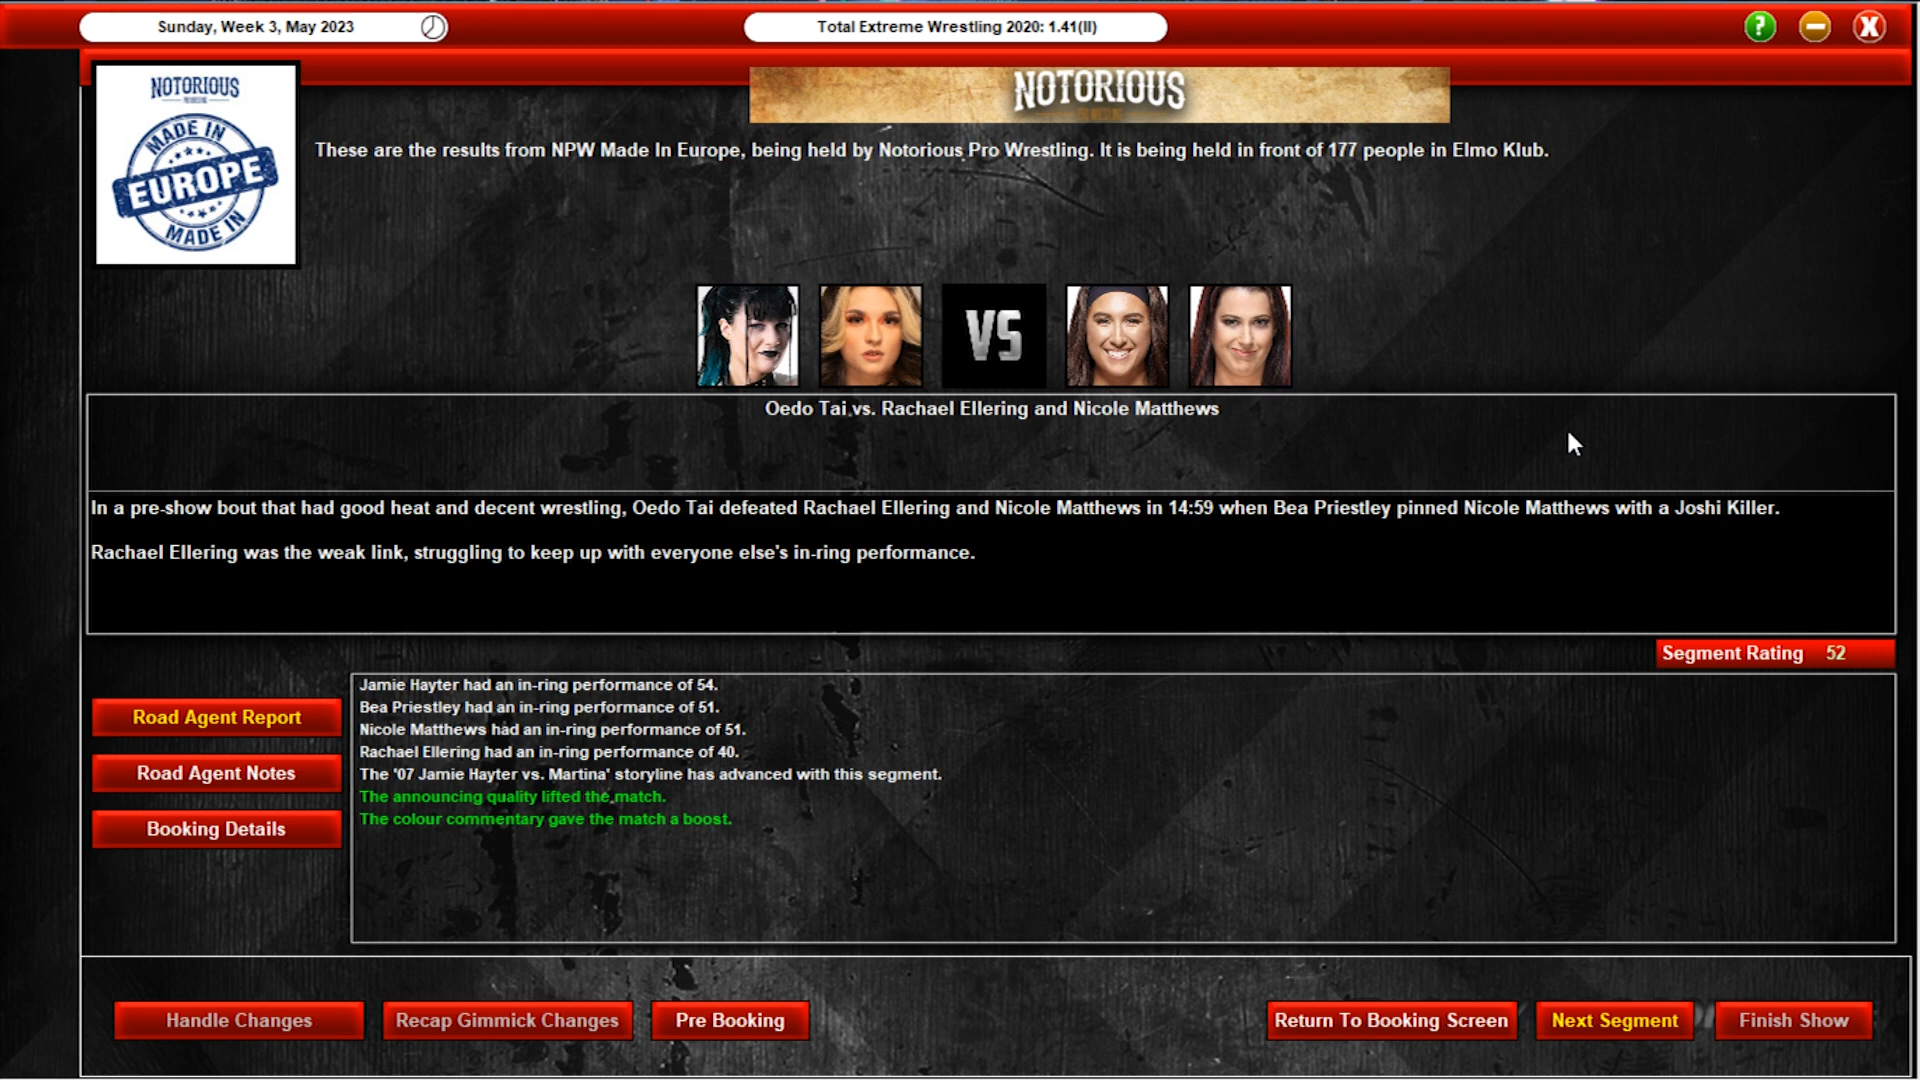 Sunday, Week 3, May 2023
Total Extreme Wrestling 2020: 1.41(II)
NOTORIOUS
MADE IN
EUROPE
MADE IN
NOTORIOUS
These are the results from NPW Made In Europe, being held by Notorious Pro Wrestling. It is being held in front of 177 people in Elmo Klub.
VS
Oedo Tai vs. Rachael Ellering and Nicole Matthews
In a pre-show bout that had good heat and decent wrestling, Oedo Tai defeated Rachael Ellering and Nicole Matthews in 14:59 when Bea Priestley pinned Nicole Matthews with a Joshi Killer.
Rachael Ellering was the weak link, struggling to keep up with everyone else's in-ring performance.
Segment Rating 52
Road Agent Report
Road Agent Notes
Booking Details
Jamie Hayter had an in-ring performance of 54.
Bea Priestley had an in-ring performance of 51.
Nicole Matthews had an in-ring performance of 51.
Rachael Ellering had an in-ring performance of 40.
The '07 Jamie Hayter vs. Martina' storyline has advanced with this segment.
The announcing quality lifted the match.
The colour commentary gave the match a boost.
Handle Changes
Recap Gimmick Changes
Pre Booking
Return To Booking Screen
Next Segment
Finish Show